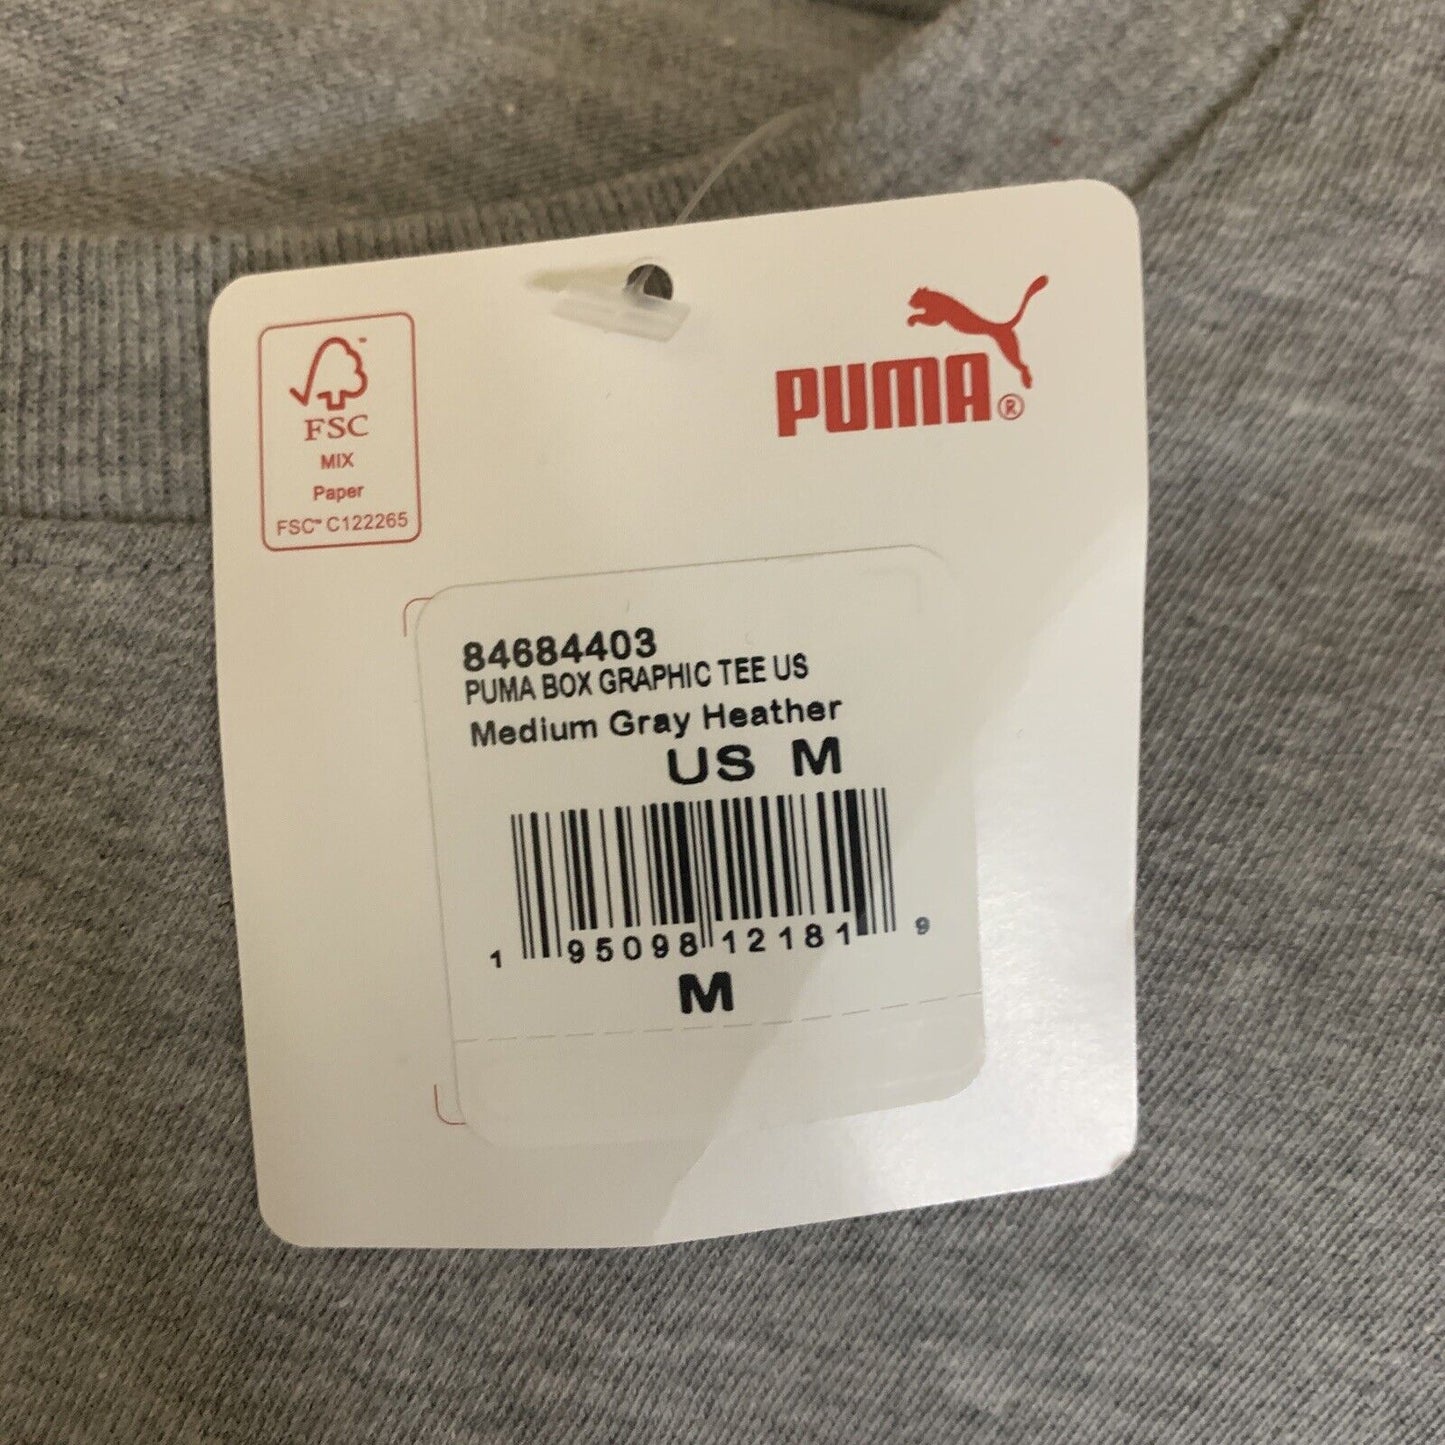 FSC
MIX
Paper
FSC™ C122265
PUMA®
84684403
PUMA BOX GRAPHIC TEE US
Medium Gray Heather
US M
1 95098 12181 9
M